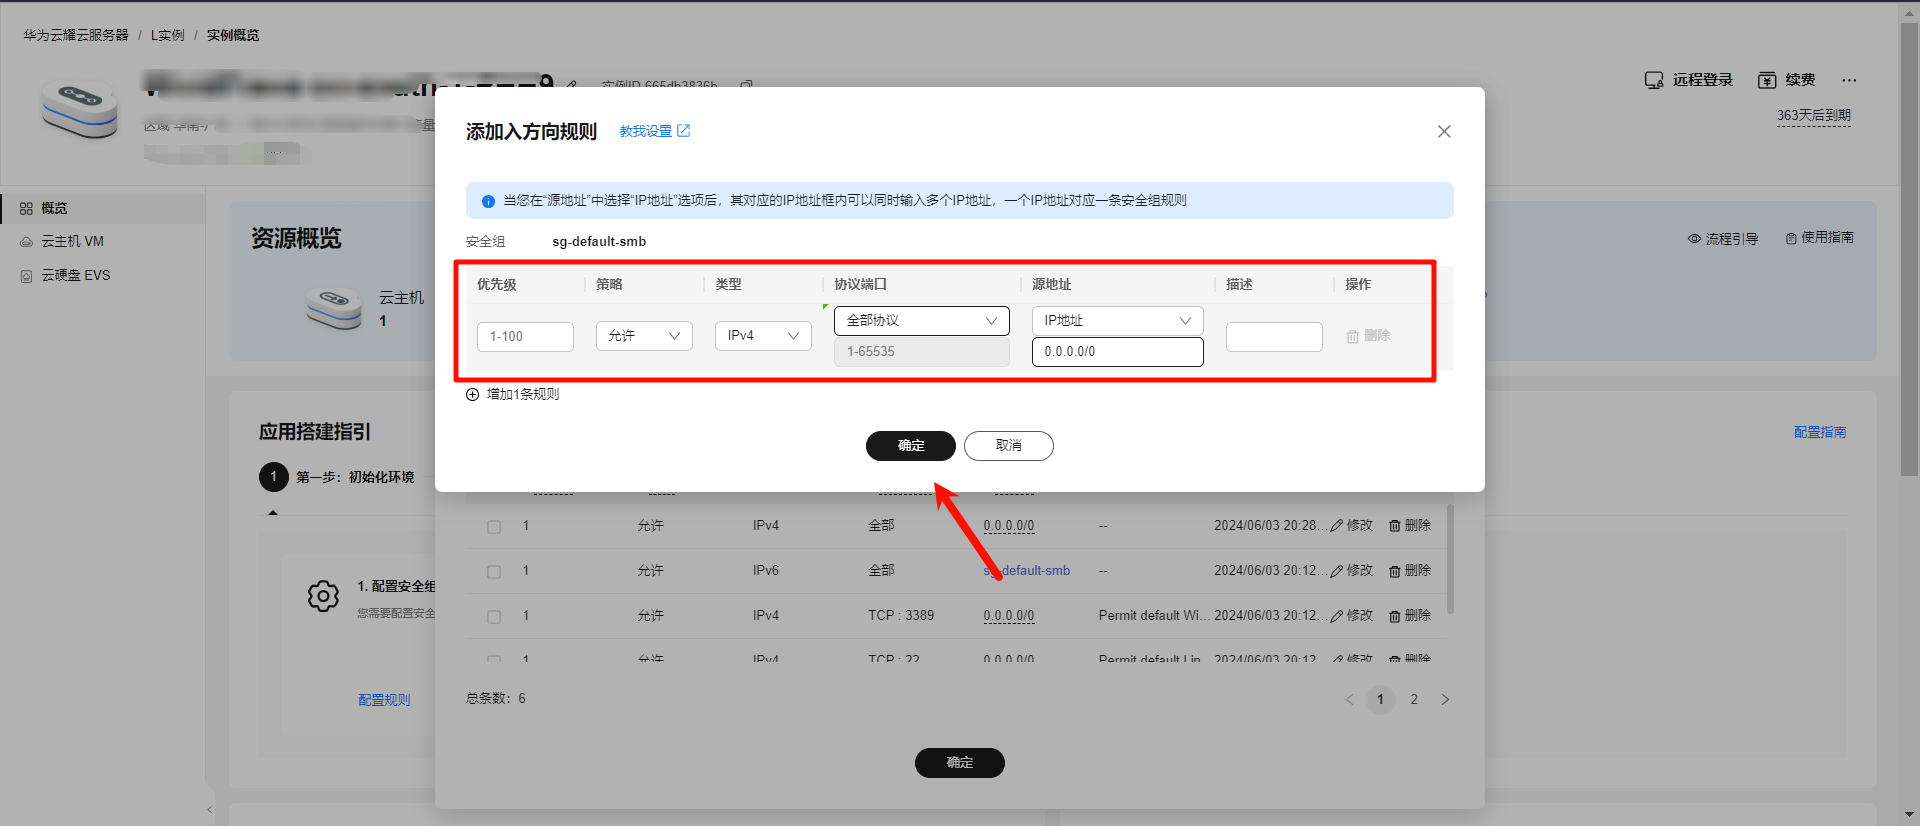 华为云耀云服务器 / L实例 / 实例概览
实例ID 665db3836b
远程登录 续费 ···
363天后到期
概览
云主机 VM
云硬盘 EVS
资源概览
云主机
1
流程引导 使用指南
应用搭建指引
配置指南
1 第一步：初始化环境
1. 配置安全组
您需要配置安全
配置规则
添加入方向规则 教我设置
当您在“源地址”中选择“IP地址”选项后，其对应的IP地址框内可以同时输入多个IP地址，一个IP地址对应一条安全组规则
安全组 sg-default-smb
优先级 策略 类型 协议端口 源地址 描述 操作
1-100 允许 IPv4 全部协议 IP地址 删除
1-65535 0.0.0.0/0
增加1条规则
确定 取消
1 允许 IPv4 全部 0.0.0.0/0 -- 2024/06/03 20:28... 修改 删除
1 允许 IPv6 全部 sg-default-smb -- 2024/06/03 20:12... 修改 删除
1 允许 IPv4 TCP : 3389 0.0.0.0/0 Permit default Wi... 2024/06/03 20:12... 修改 删除
1 允许 IPv4 TCP : 22 0.0.0.0/0 Permit default Lin 2024/06/03 20:12 修改 删除
总条数：6
1 2
确定